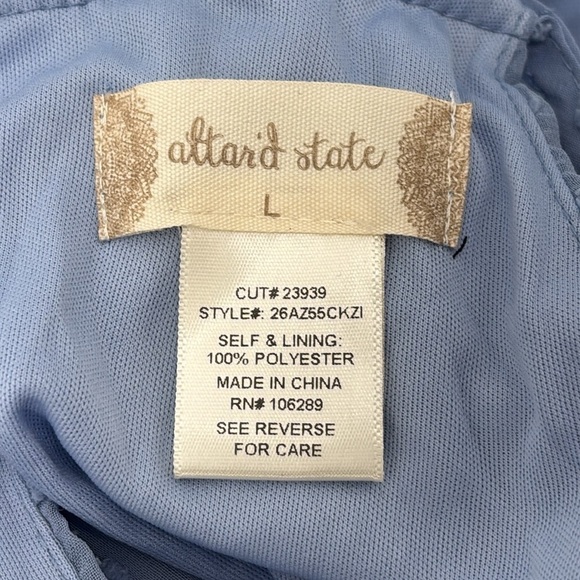 altar'd state
L
CUT# 23939
STYLE#: 26AZ55CKZI
SELF & LINING:
100% POLYESTER
MADE IN CHINA
RN# 106289
SEE REVERSE
FOR CARE